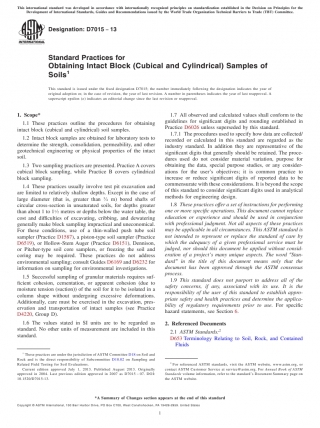 This international standard was developed in accordance with internationally recognized principles on standardization established in the Decision on Principles for the
Development of International Standards, Guides and Recommendations issued by the World Trade Organization Technical Barriers to Trade (TBT) Committee.
Designation: D7015 − 13
Standard Practices for
Obtaining Intact Block (Cubical and Cylindrical) Samples of
Soils1
This standard is issued under the fixed designation D7015; the number immediately following the designation indicates the year of
original adoption or, in the case of revision, the year of last revision. A number in parentheses indicates the year of last reapproval. A
superscript epsilon (ε) indicates an editorial change since the last revision or reapproval.
1. Scope*
1.1 These practices outline the procedures for obtaining
intact block (cubical and cylindrical) soil samples.
1.2 Intact block samples are obtained for laboratory tests to
determine the strength, consolidation, permeability, and other
geotechnical engineering or physical properties of the intact
soil.
1.3 Two sampling practices are presented. Practice A covers
cubical block sampling, while Practice B covers cylindrical
block sampling.
1.4 These practices usually involve test pit excavation and
are limited to relatively shallow depths. Except in the case of
large diameter (that is, greater than ³⁄₄ m) bored shafts of
circular cross-section in unsaturated soils, for depths greater
than about 1 to 1½ meters or depths below the water table, the
cost and difficulties of excavating, cribbing, and dewatering
generally make block sampling impractical and uneconomical.
For these conditions, use of a thin-walled push tube soil
sampler (Practice D1587), a piston-type soil sampler (Practice
D6519), or Hollow-Stem Auger (Practice D6151), Dennison,
or Pitcher-type soil core samplers, or freezing the soil and
coring may be required. These practices do not address
environmental sampling; consult Guides D6169 and D6232 for
information on sampling for environmental investigations.
1.5 Successful sampling of granular materials requires suf-
ficient cohesion, cementation, or apparent cohesion (due to
moisture tension (suction)) of the soil for it to be isolated in a
column shape without undergoing excessive deformations.
Additionally, care must be exercised in the excavation, pres-
ervation and transportation of intact samples (see Practice
D4220, Group D).
1.6 The values stated in SI units are to be regarded as
standard. No other units of measurement are included in this
standard.
1 These practices are under the jurisdiction of ASTM Committee D18 on Soil and
Rock and is the direct responsibility of Subcommittee D18.02 on Sampling and
Related Field Testing for Soil Evaluations.
Current edition approved July 1, 2013. Published August 2013. Originally
approved in 2004. Last previous edition approved in 2007 as D7015 – 07. DOI:
10.1520/D7015-13.
1.7 All observed and calculated values shall conform to the
guidelines for significant digits and rounding established in
Practice D6026 unless superseded by this standard.
1.7.1 The procedures used to specify how data are collected/
recorded or calculated in this standard are regarded as the
industry standard. In addition they are representative of the
significant digits that generally should be retained. The proce-
dures used do not consider material variation, purpose for
obtaining the data, special purpose studies, or any consider-
ations for the user's objectives; it is common practice to
increase or reduce significant digits of reported data to be
commensurate with these considerations. It is beyond the scope
of this standard to consider significant digits used in analytical
methods for engineering design.
1.8 These practices offer a set of instructions for performing
one or more specific operations. This document cannot replace
education or experience and should be used in conjunction
with professional judgment. Not all aspects of these practices
may be applicable in all circumstances. This ASTM standard is
not intended to represent or replace the standard of care by
which the adequacy of a given professional service must be
judged, nor should this document be applied without consid-
eration of a project's many unique aspects. The word "Stan-
dard" in the title of this document means only that the
document has been approved through the ASTM consensus
process.
1.9 This standard does not purport to address all of the
safety concerns, if any, associated with its use. It is the
responsibility of the user of this standard to establish appro-
priate safety and health practices and determine the applica-
bility of regulatory requirements prior to use. For specific
hazard statements, see Section 6.
2. Referenced Documents
2.1 ASTM Standards:2
D653 Terminology Relating to Soil, Rock, and Contained
Fluids
2 For referenced ASTM standards, visit the ASTM website, www.astm.org, or
contact ASTM Customer Service at service@astm.org. For Annual Book of ASTM
Standards volume information, refer to the standard's Document Summary page on
the ASTM website.
*A Summary of Changes section appears at the end of this standard
1